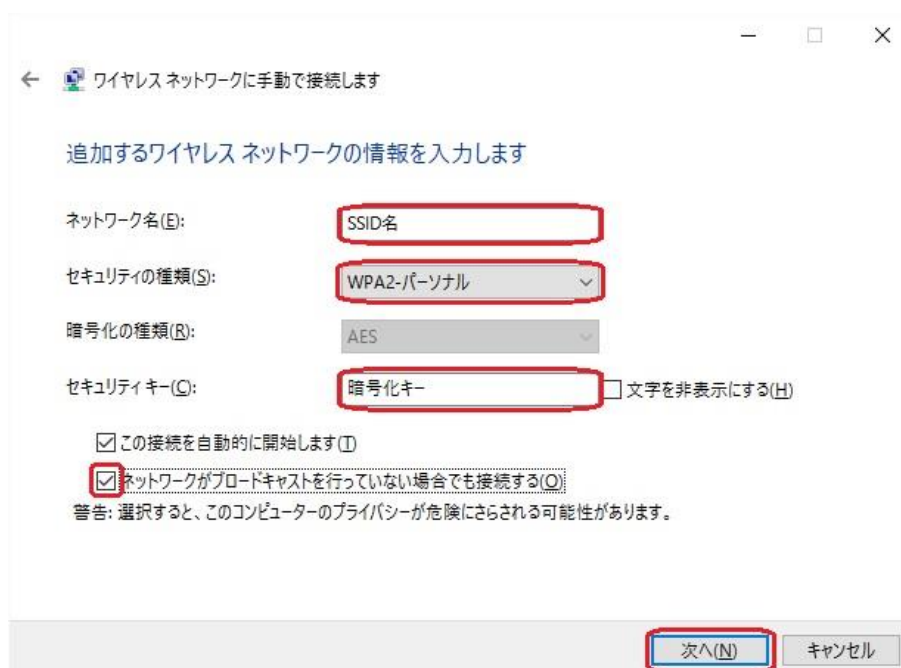 ワイヤレス ネットワークに手動で接続します
追加するワイヤレス ネットワークの情報を入力します
ネットワーク名(E): SSID名
セキュリティの種類(S): WPA2-パーソナル
暗号化の種類(R): AES
セキュリティ キー(C): 暗号化キー 文字を非表示にする(H)
この接続を自動的に開始します(T)
ネットワークがブロードキャストを行っていない場合でも接続する(O)
警告: 選択すると、このコンピューターのプライバシーが危険にさらされる可能性があります。
次へ(N) キャンセル